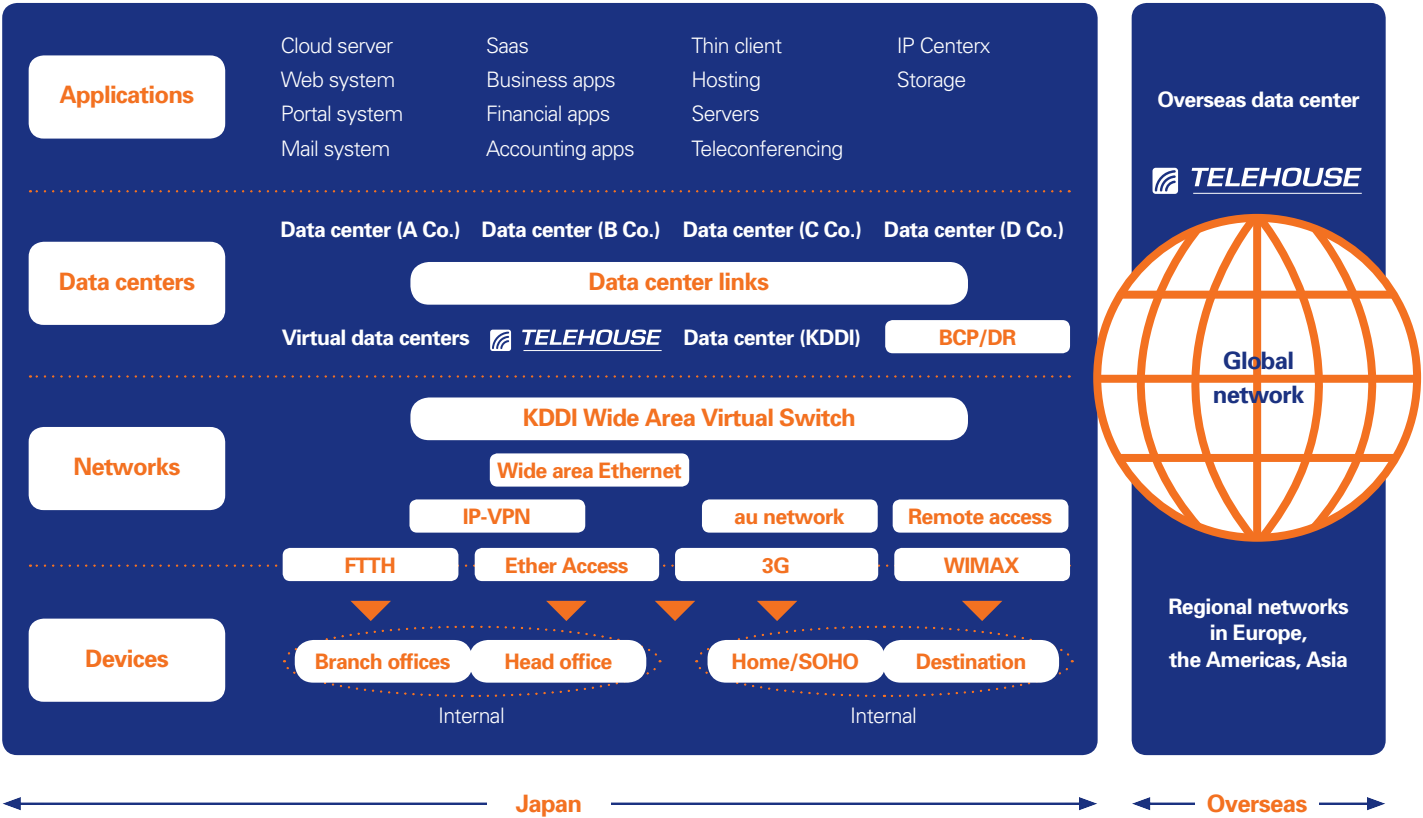 Applications
Cloud server
Web system
Portal system
Mail system
Saas
Business apps
Financial apps
Accounting apps
Thin client
Hosting
Servers
Teleconferencing
IP Centerx
Storage
Data centers
Data center (A Co.)
Data center (B Co.)
Data center (C Co.)
Data center (D Co.)
Data center links
Virtual data centers
TELEHOUSE
Data center (KDDI)
BCP/DR
Networks
KDDI Wide Area Virtual Switch
Wide area Ethernet
IP-VPN
au network
Remote access
FTTH
Ether Access
3G
WIMAX
Devices
Branch offices
Head office
Home/SOHO
Destination
Internal
Internal
Overseas data center
TELEHOUSE
Global
network
Regional networks
in Europe,
the Americas, Asia
Japan
Overseas